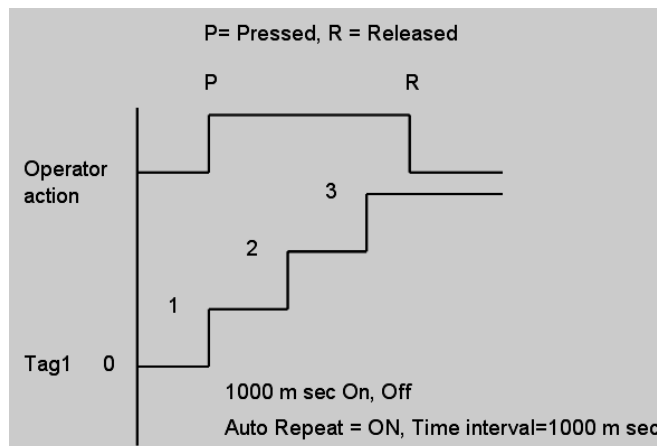 P= Pressed, R = Released
P R
Operator
action
3
2
1
Tag1 0
1000 m sec On, Off
Auto Repeat = ON, Time interval=1000 m sec